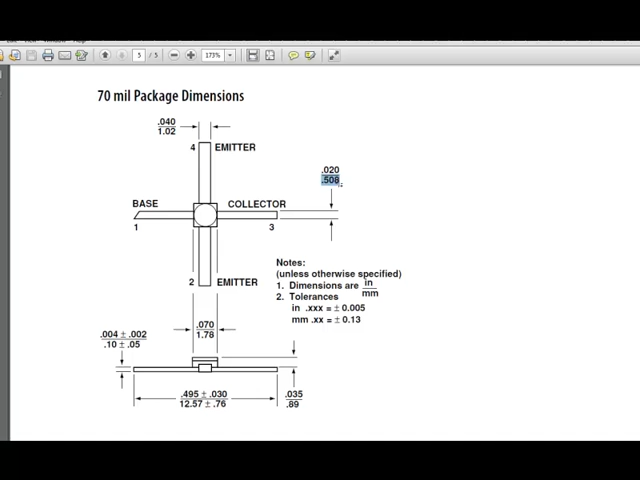 5 / 5
173%
70 mil Package Dimensions
.040
1.02
4 EMITTER
.020
.508
BASE COLLECTOR
1 3
2 EMITTER
Notes:
(unless otherwise specified)
1. Dimensions are in
mm
2. Tolerances
in .xxx = ± 0.005
mm .xx = ± 0.13
.070
1.78
.004 ± .002
.10 ± .05
.495 ± .030
12.57 ± .76
.035
.89